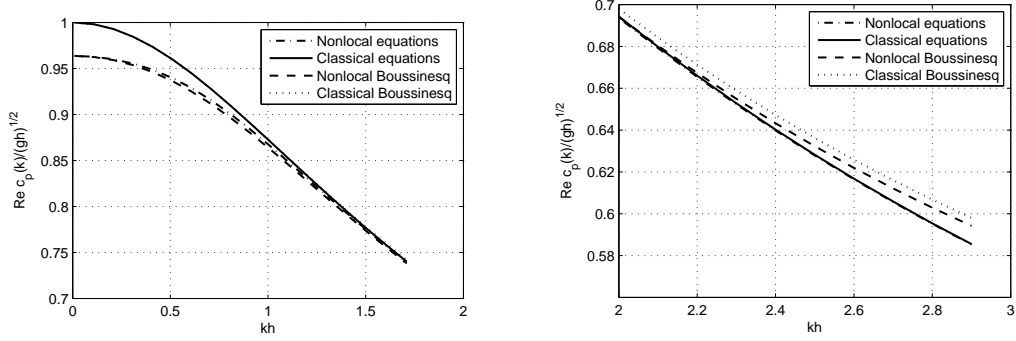 1
0.95
0.9
0.85
0.8
0.75
0.7
0
0.5
1
1.5
2
kh
Re c_p(k)/(gh)^1/2
Nonlocal equations
Classical equations
Nonlocal Boussinesq
Classical Boussinesq
0.7
0.68
0.66
0.64
0.62
0.6
0.58
2
2.2
2.4
2.6
2.8
3
kh
Re c_p(k)/(gh)^1/2
Nonlocal equations
Classical equations
Nonlocal Boussinesq
Classical Boussinesq